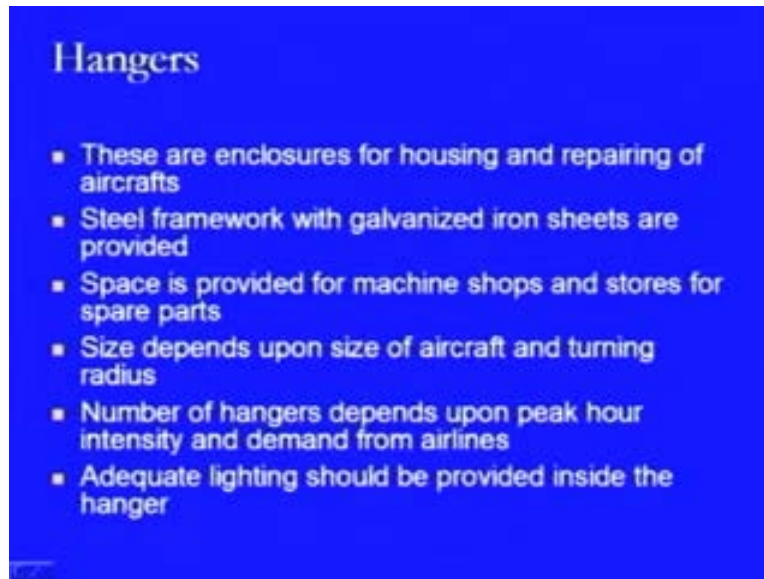 Hangers
▪ These are enclosures for housing and repairing of
aircrafts
▪ Steel framework with galvanized iron sheets are
provided
▪ Space is provided for machine shops and stores for
spare parts
▪ Size depends upon size of aircraft and turning
radius
▪ Number of hangers depends upon peak hour
intensity and demand from airlines
▪ Adequate lighting should be provided inside the
hanger